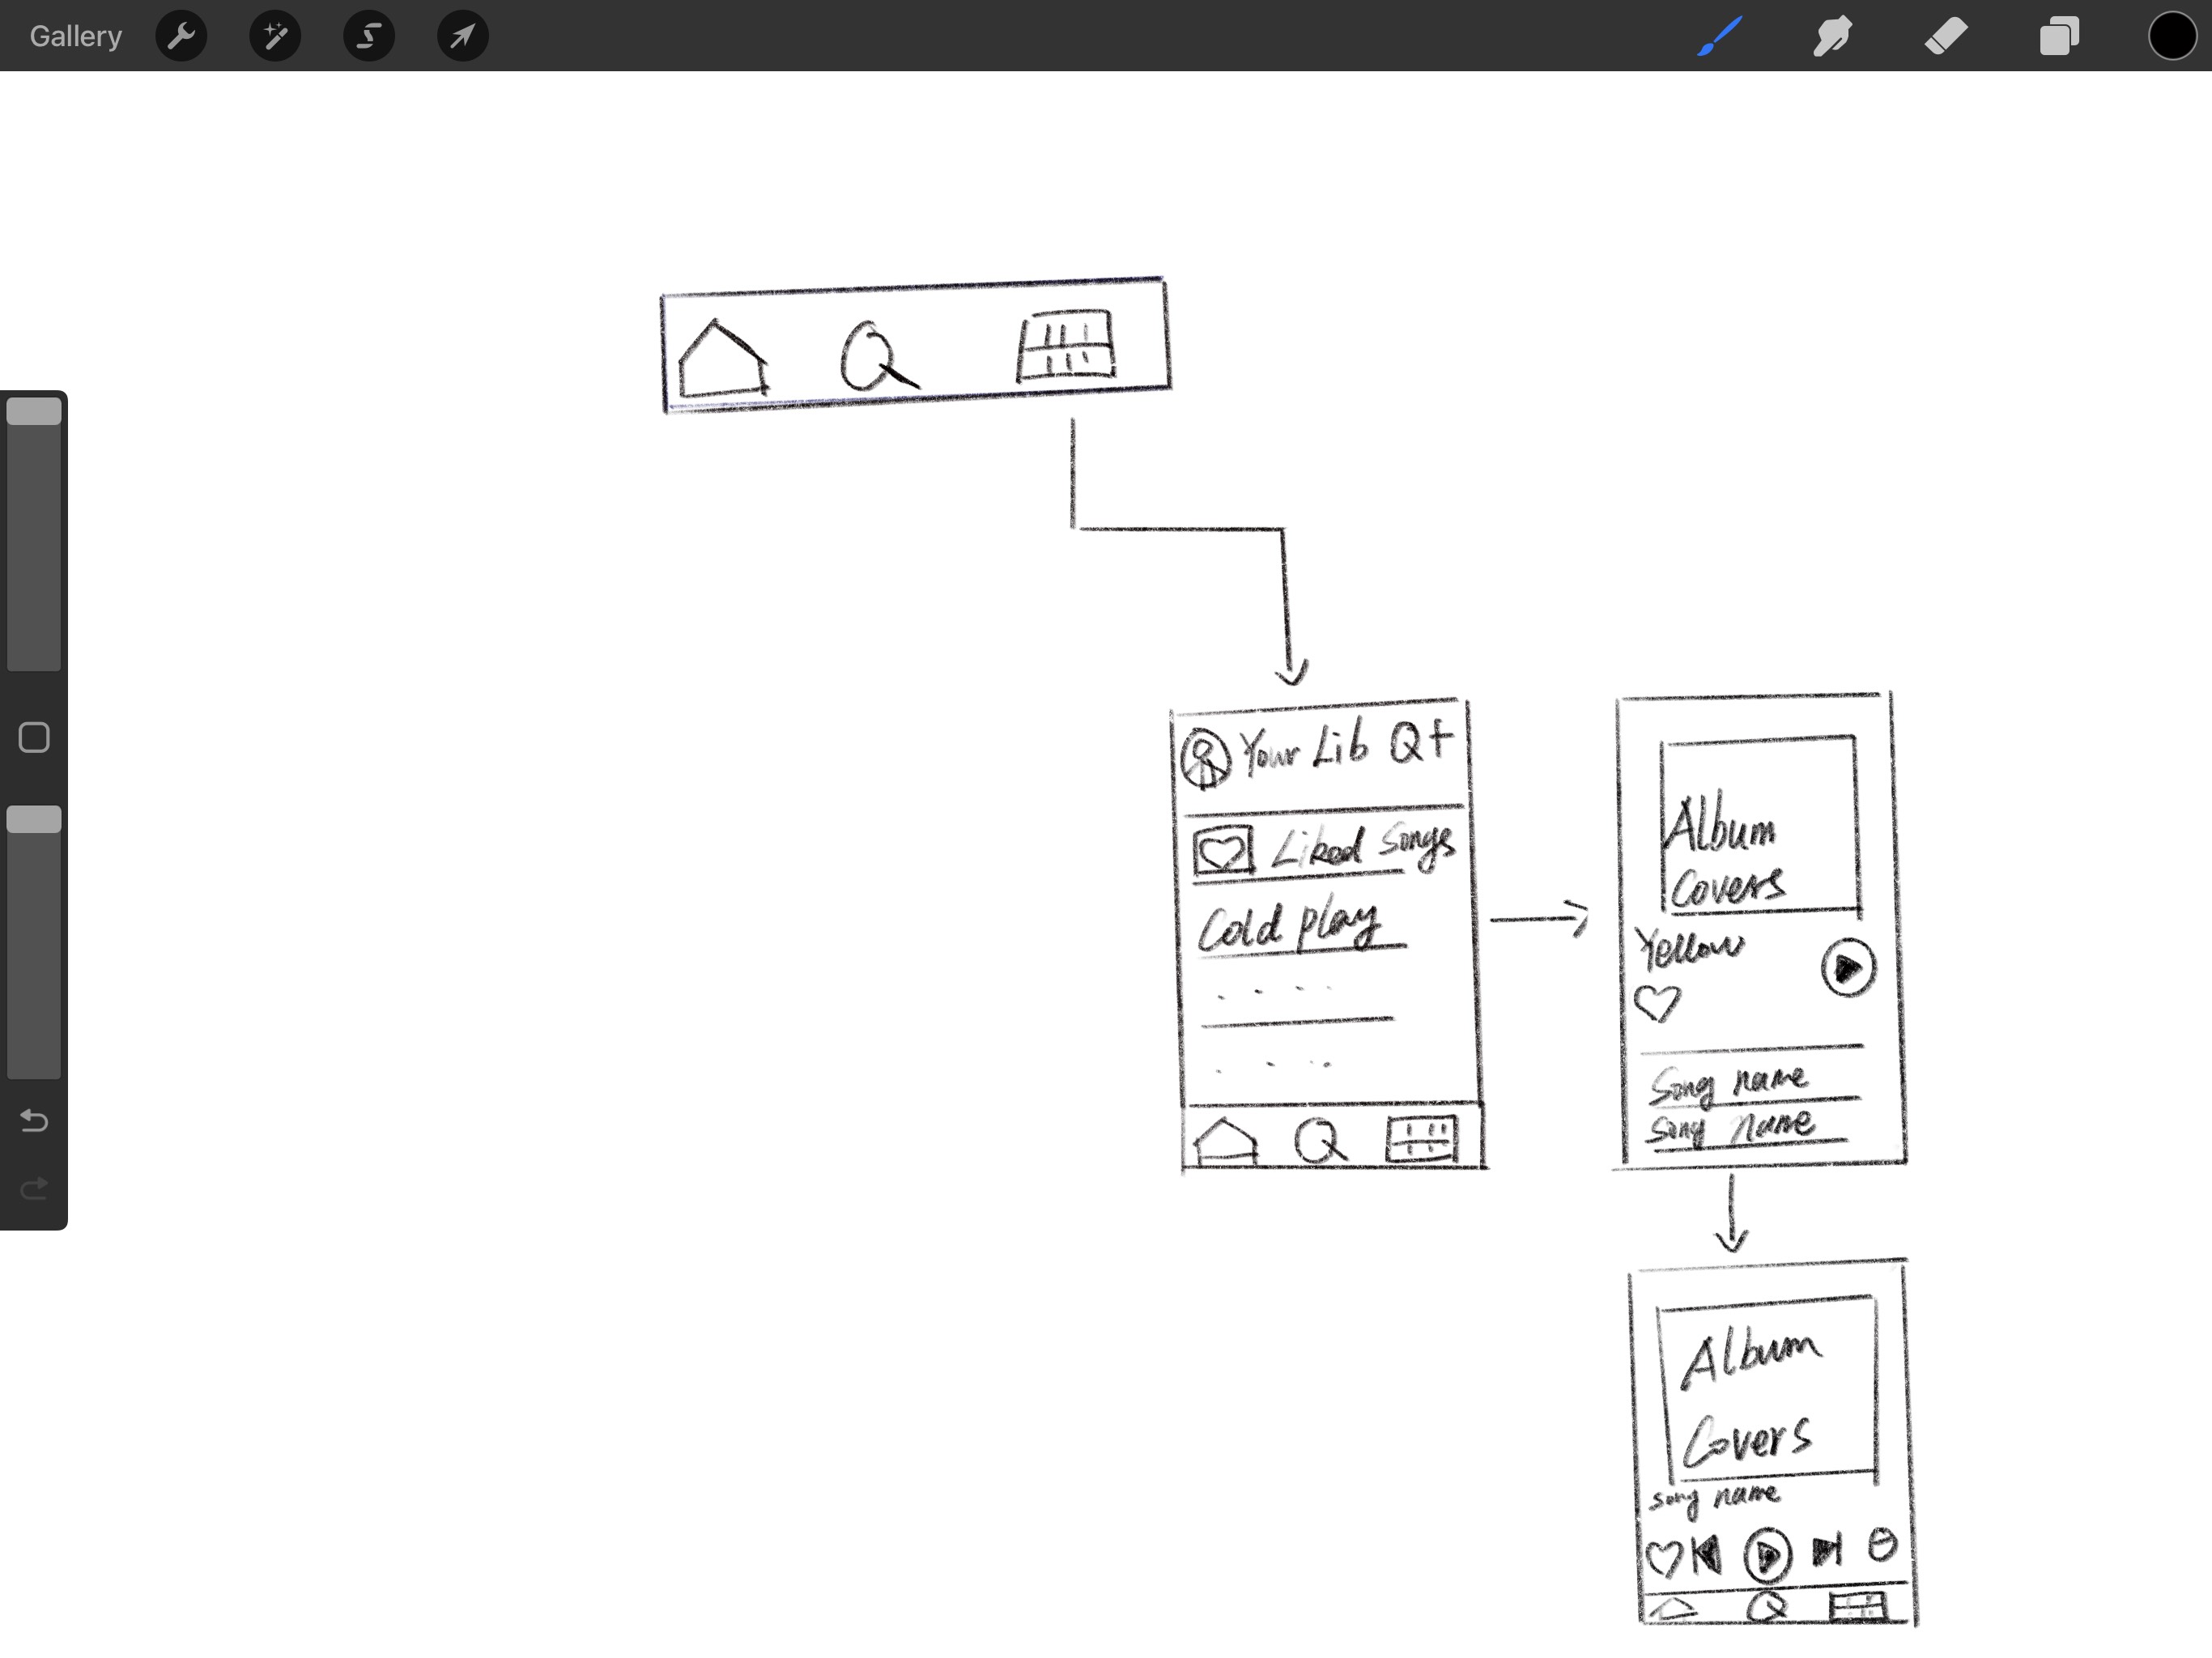 Gallery
Your Lib
Liked Songs
Cold play
Album
Covers
Yellow
Song name
Song name
Album
Covers
song name